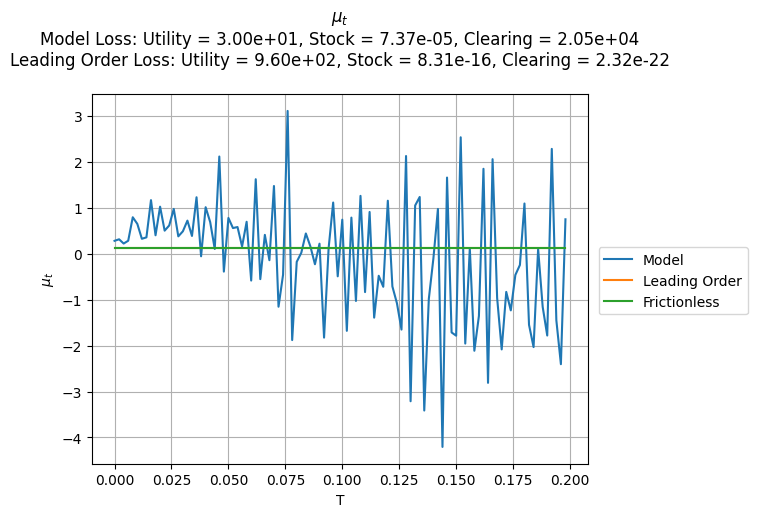 μₜ
Model Loss: Utility = 3.00e+01, Stock = 7.37e-05, Clearing = 2.05e+04
Leading Order Loss: Utility = 9.60e+02, Stock = 8.31e-16, Clearing = 2.32e-22
3
2
1
0
−1
−2
−3
−4
μₜ
0.000 0.025 0.050 0.075 0.100 0.125 0.150 0.175 0.200
T
Model
Leading Order
Frictionless